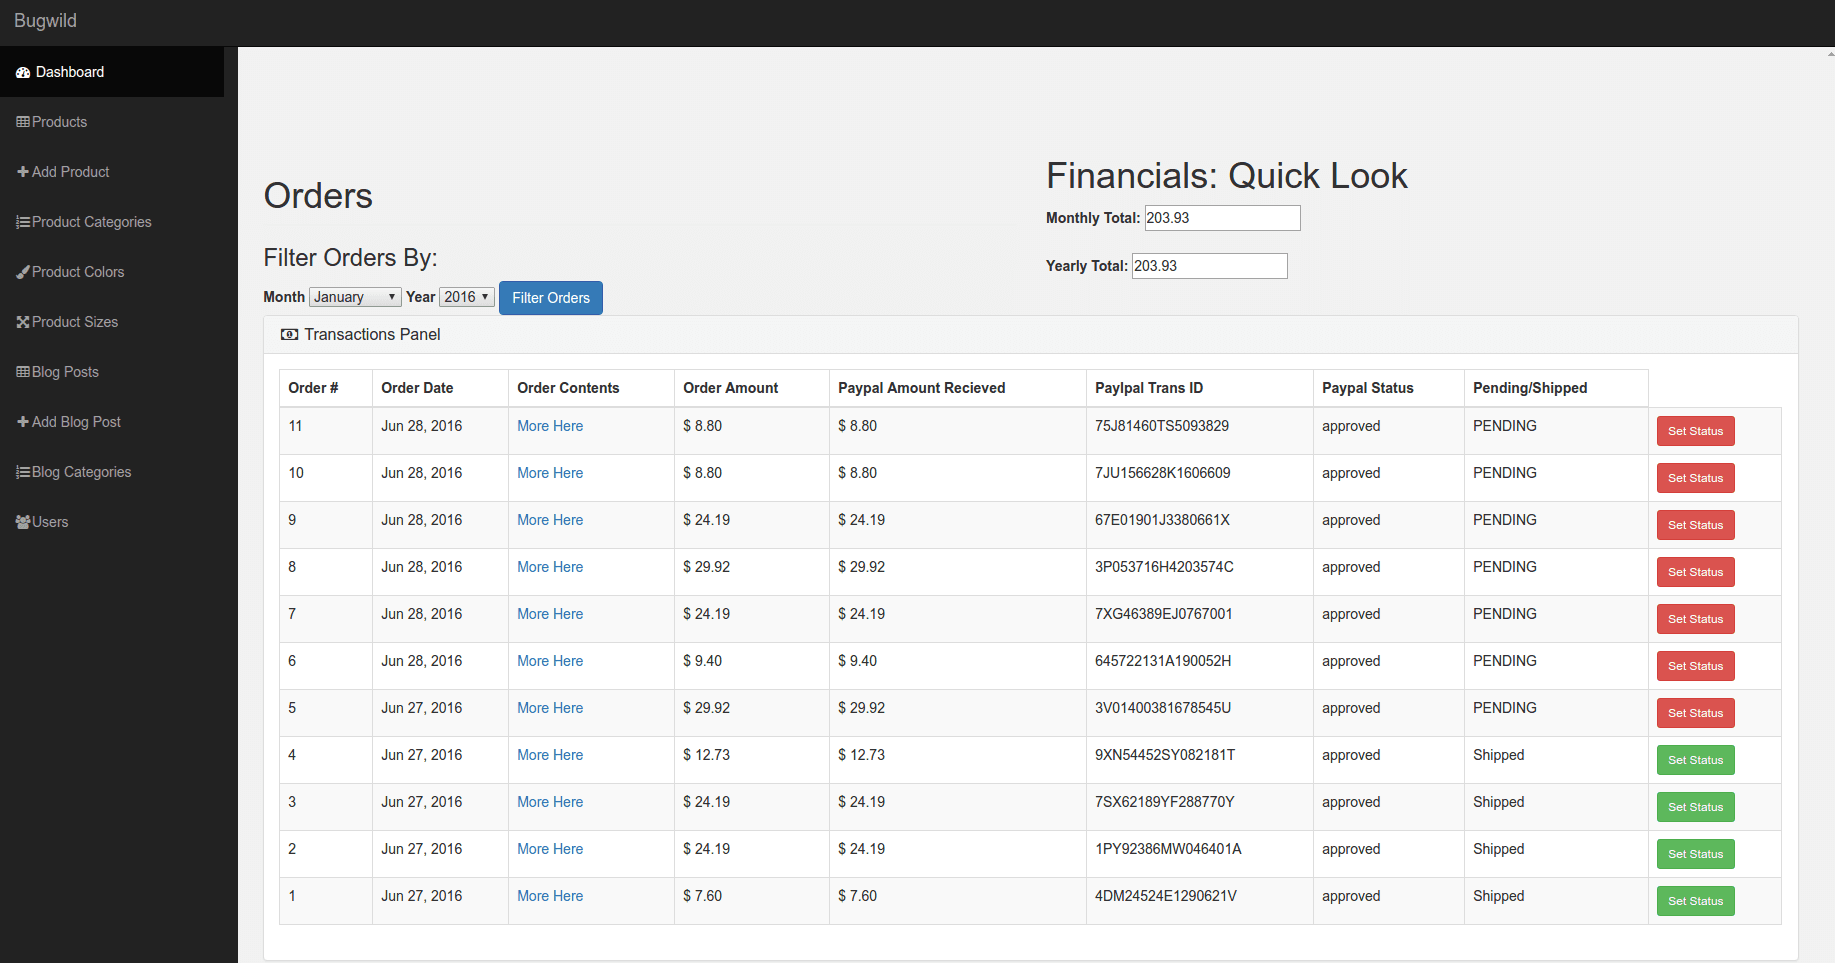 Bugwild
Dashboard
Products
Add Product
Product Categories
Product Colors
Product Sizes
Blog Posts
Add Blog Post
Blog Categories
Users
Orders
Filter Orders By:
Month January Year 2016 Filter Orders
Financials: Quick Look
Monthly Total: 203.93
Yearly Total: 203.93
Transactions Panel
Order # Order Date Order Contents Order Amount Paypal Amount Recieved Paylpal Trans ID Paypal Status Pending/Shipped
11 Jun 28, 2016 More Here $ 8.80 $ 8.80 75J81460TS5093829 approved PENDING Set Status
10 Jun 28, 2016 More Here $ 8.80 $ 8.80 7JU156628K1606609 approved PENDING Set Status
9 Jun 28, 2016 More Here $ 24.19 $ 24.19 67E01901J3380661X approved PENDING Set Status
8 Jun 28, 2016 More Here $ 29.92 $ 29.92 3P053716H4203574C approved PENDING Set Status
7 Jun 28, 2016 More Here $ 24.19 $ 24.19 7XG46389EJ0767001 approved PENDING Set Status
6 Jun 28, 2016 More Here $ 9.40 $ 9.40 645722131A190052H approved PENDING Set Status
5 Jun 27, 2016 More Here $ 29.92 $ 29.92 3V01400381678545U approved PENDING Set Status
4 Jun 27, 2016 More Here $ 12.73 $ 12.73 9XN54452SY082181T approved Shipped Set Status
3 Jun 27, 2016 More Here $ 24.19 $ 24.19 7SX62189YF288770Y approved Shipped Set Status
2 Jun 27, 2016 More Here $ 24.19 $ 24.19 1PY92386MW046401A approved Shipped Set Status
1 Jun 27, 2016 More Here $ 7.60 $ 7.60 4DM24524E1290621V approved Shipped Set Status